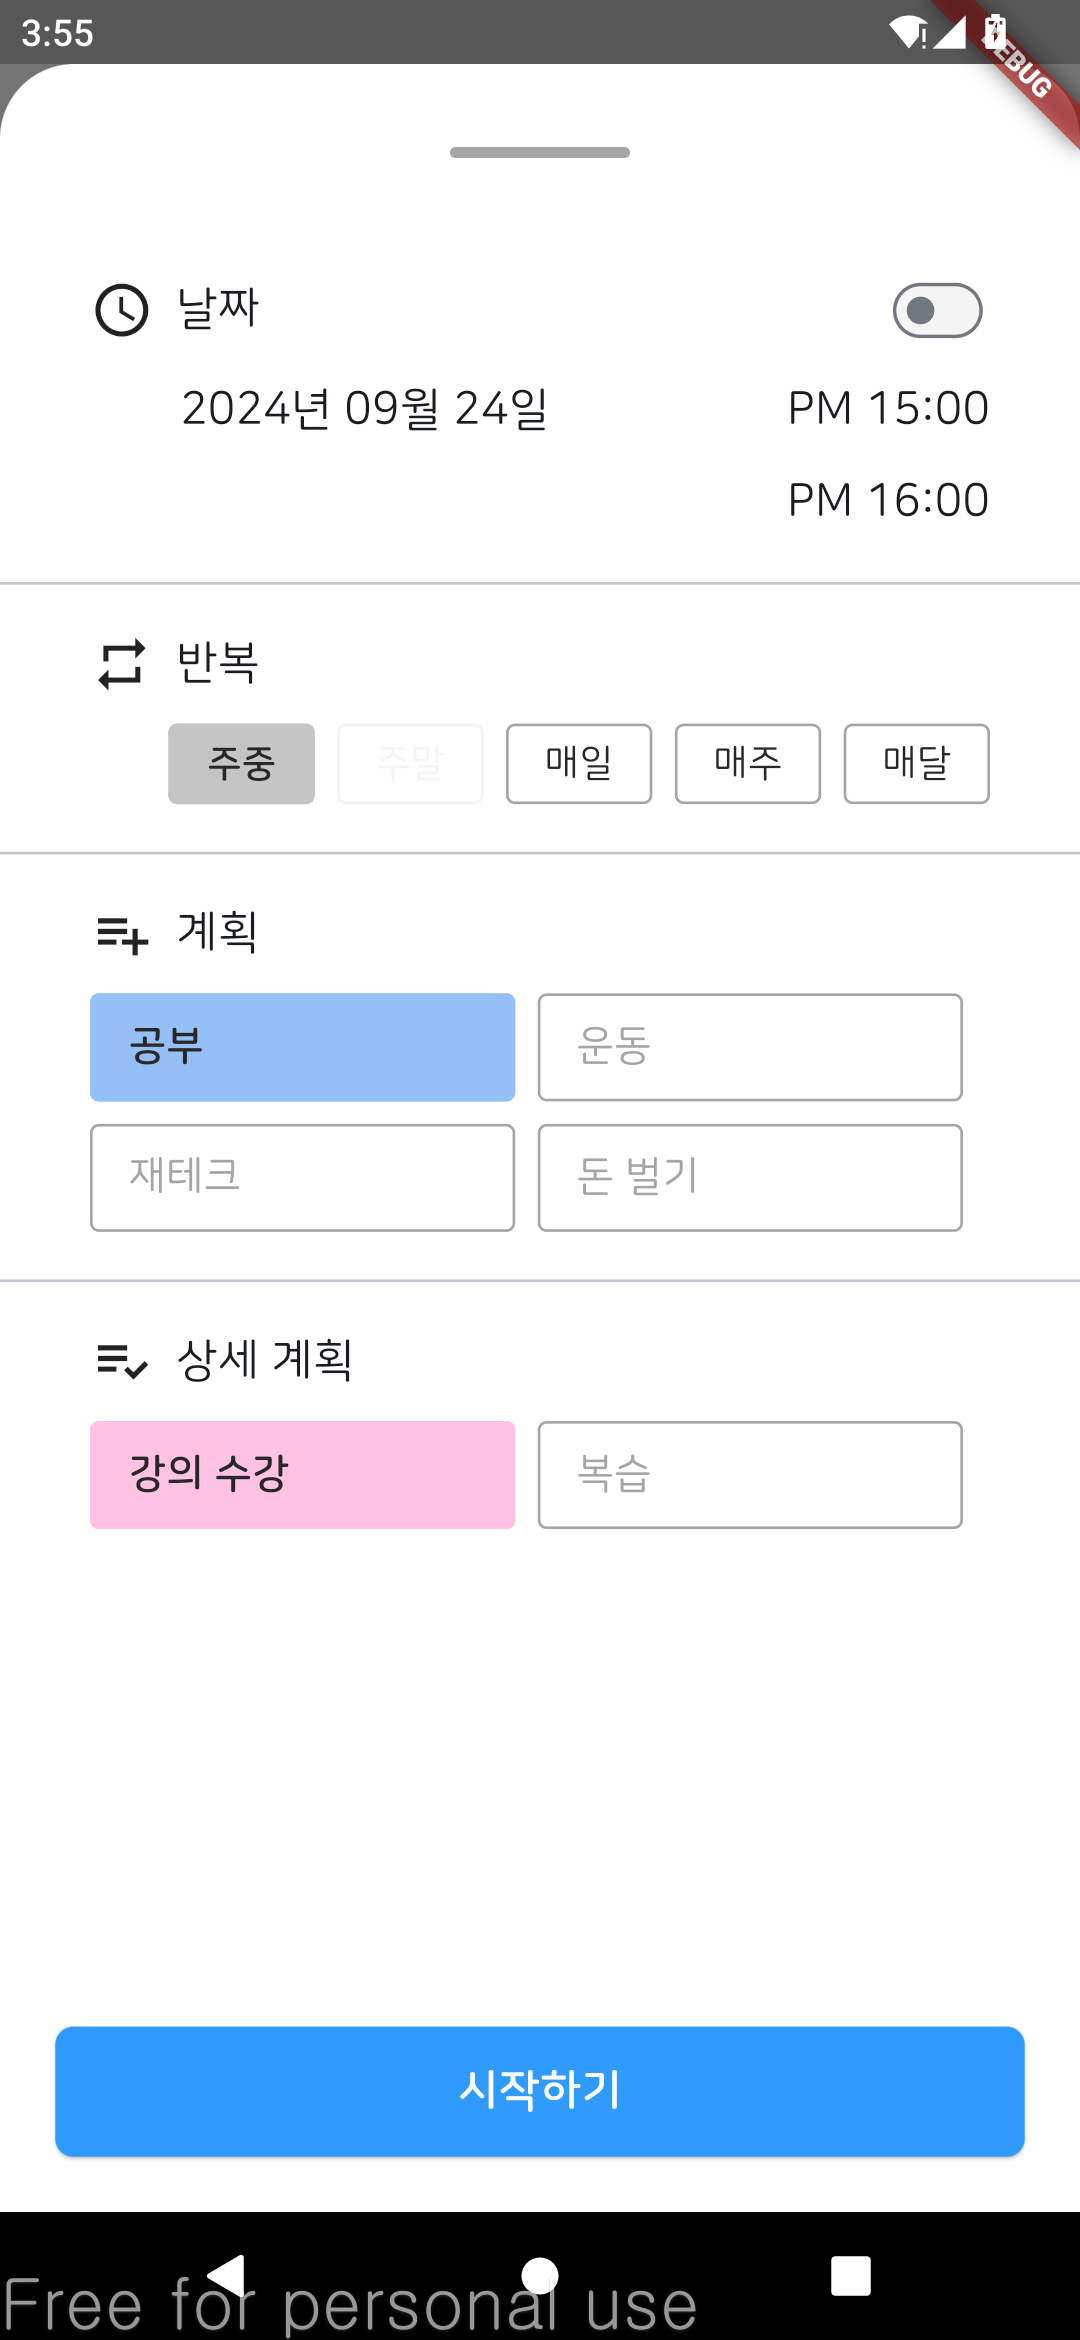 3:55
DEBUG
날짜
2024년 09월 24일 PM 15:00
PM 16:00
반복
주중 주말 매일 매주 매달
계획
공부 운동
재테크 돈 벌기
상세 계획
강의 수강 복습
시작하기
Free for personal use